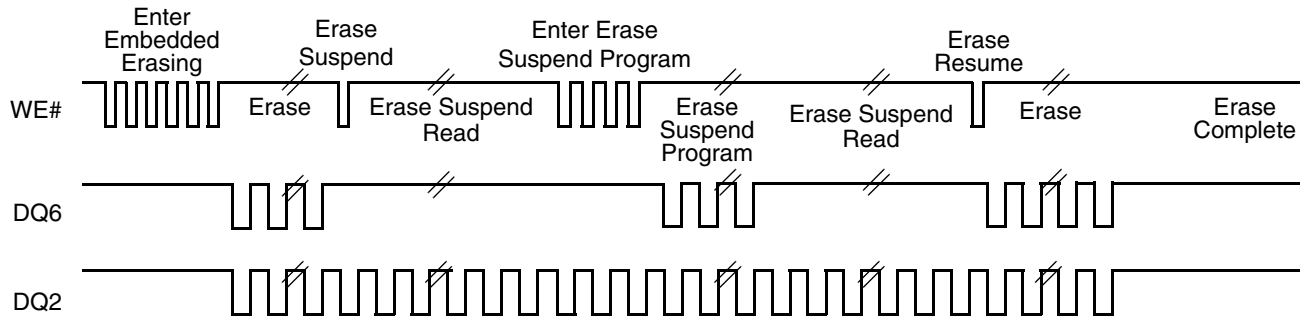 Enter
Embedded
Erasing
Erase
Suspend
Enter Erase
Suspend Program
Erase
Resume
WE#
Erase
Erase Suspend
Read
Erase
Suspend
Program
Erase Suspend
Read
Erase
Erase
Complete
DQ6
DQ2